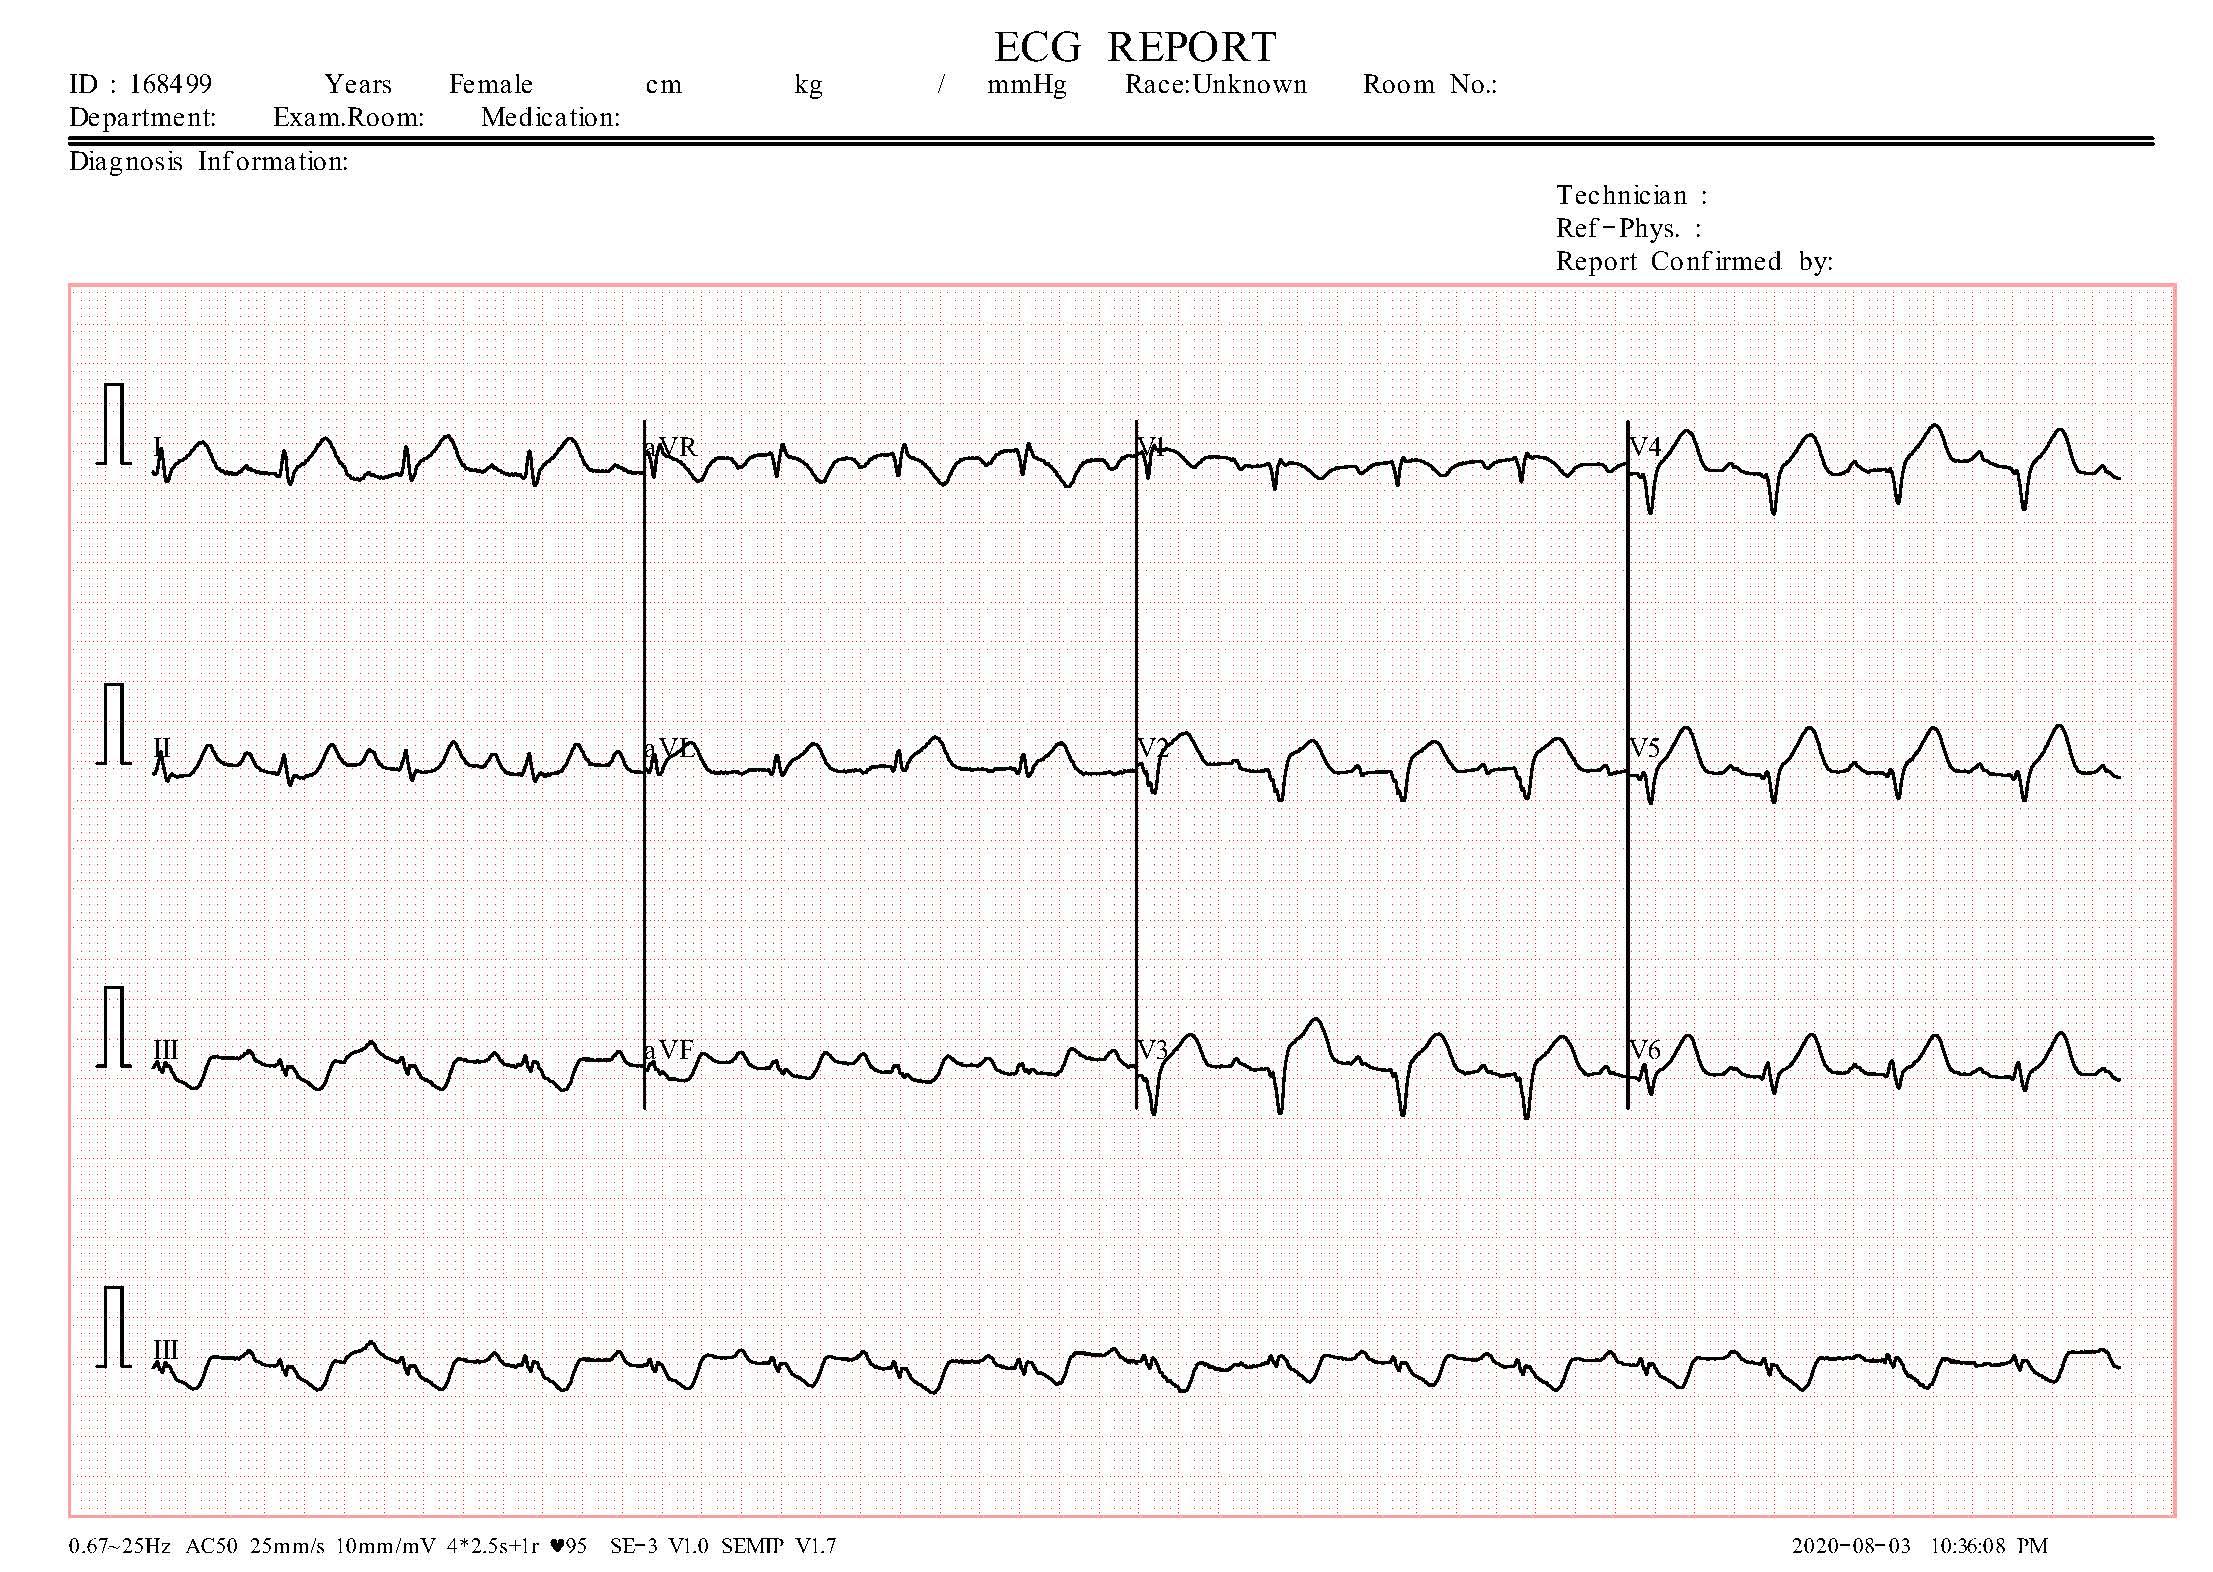 ECG REPORT
ID : 168499 Years Female cm kg / mmHg Race:Unknown Room No.:
Department: Exam.Room: Medication:
Diagnosis Information:
Technician :
Ref-Phys. :
Report Confirmed by:
I aVR V1 V4
II aVL V2 V5
III aVF V3 V6
III
0.67~25Hz AC50 25mm/s 10mm/mV 4*2.5s+1r ♥95 SE-3 V1.0 SEMIP V1.7 2020-08-03 10:36:08 PM